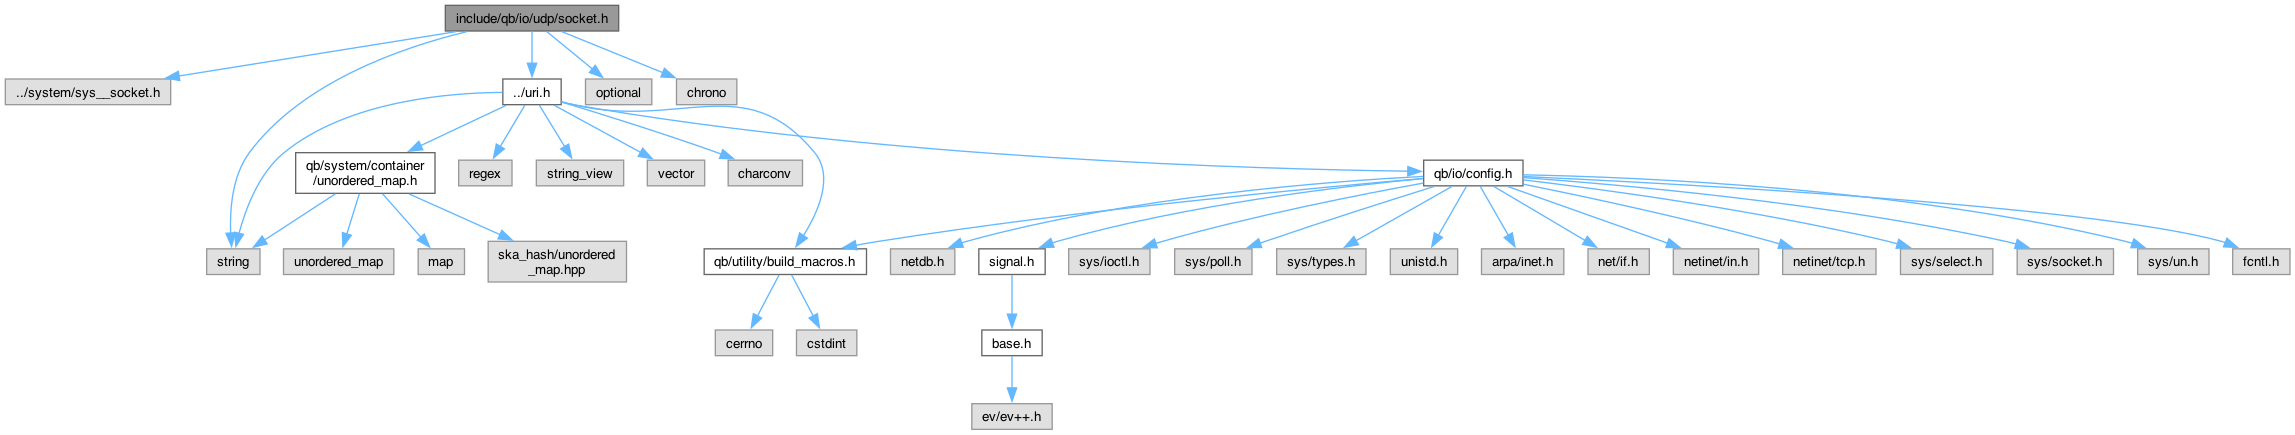 include/qb/io/udp/socket.h
../system/sys__socket.h
../uri.h
optional
chrono
qb/system/container
/unordered_map.h
regex
string_view
vector
charconv
qb/io/config.h
string
unordered_map
map
ska_hash/unordered
_map.hpp
qb/utility/build_macros.h
netdb.h
signal.h
sys/ioctl.h
sys/poll.h
sys/types.h
unistd.h
arpa/inet.h
net/if.h
netinet/in.h
netinet/tcp.h
sys/select.h
sys/socket.h
sys/un.h
fcntl.h
cerrno
cstdint
base.h
ev/ev++.h